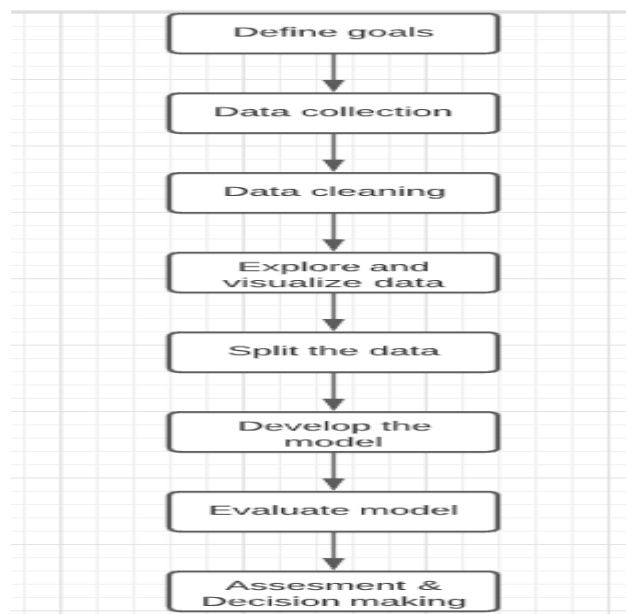 Define goals
Data collection
Data cleaning
Explore and
visualize data
Split the data
Develop the
model
Evaluate model
Assesment &
Decision making